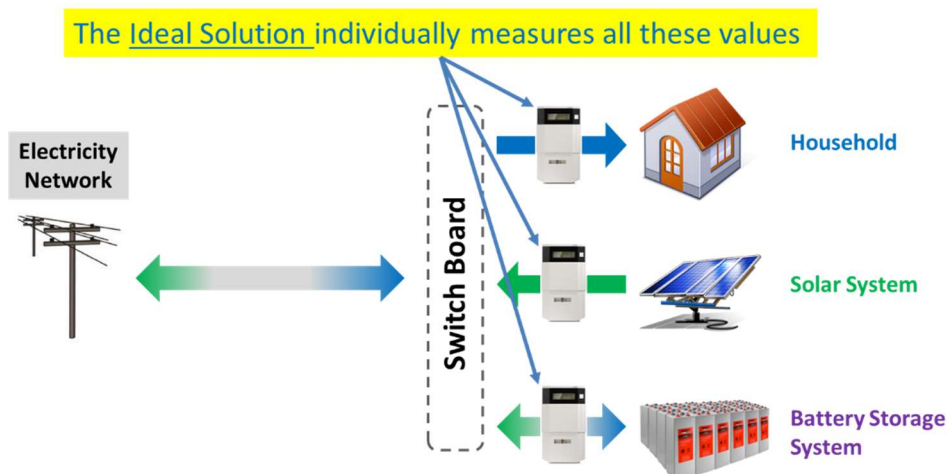 The Ideal Solution individually measures all these values
Electricity
Network
Switch Board
Household
Solar System
Battery Storage
System